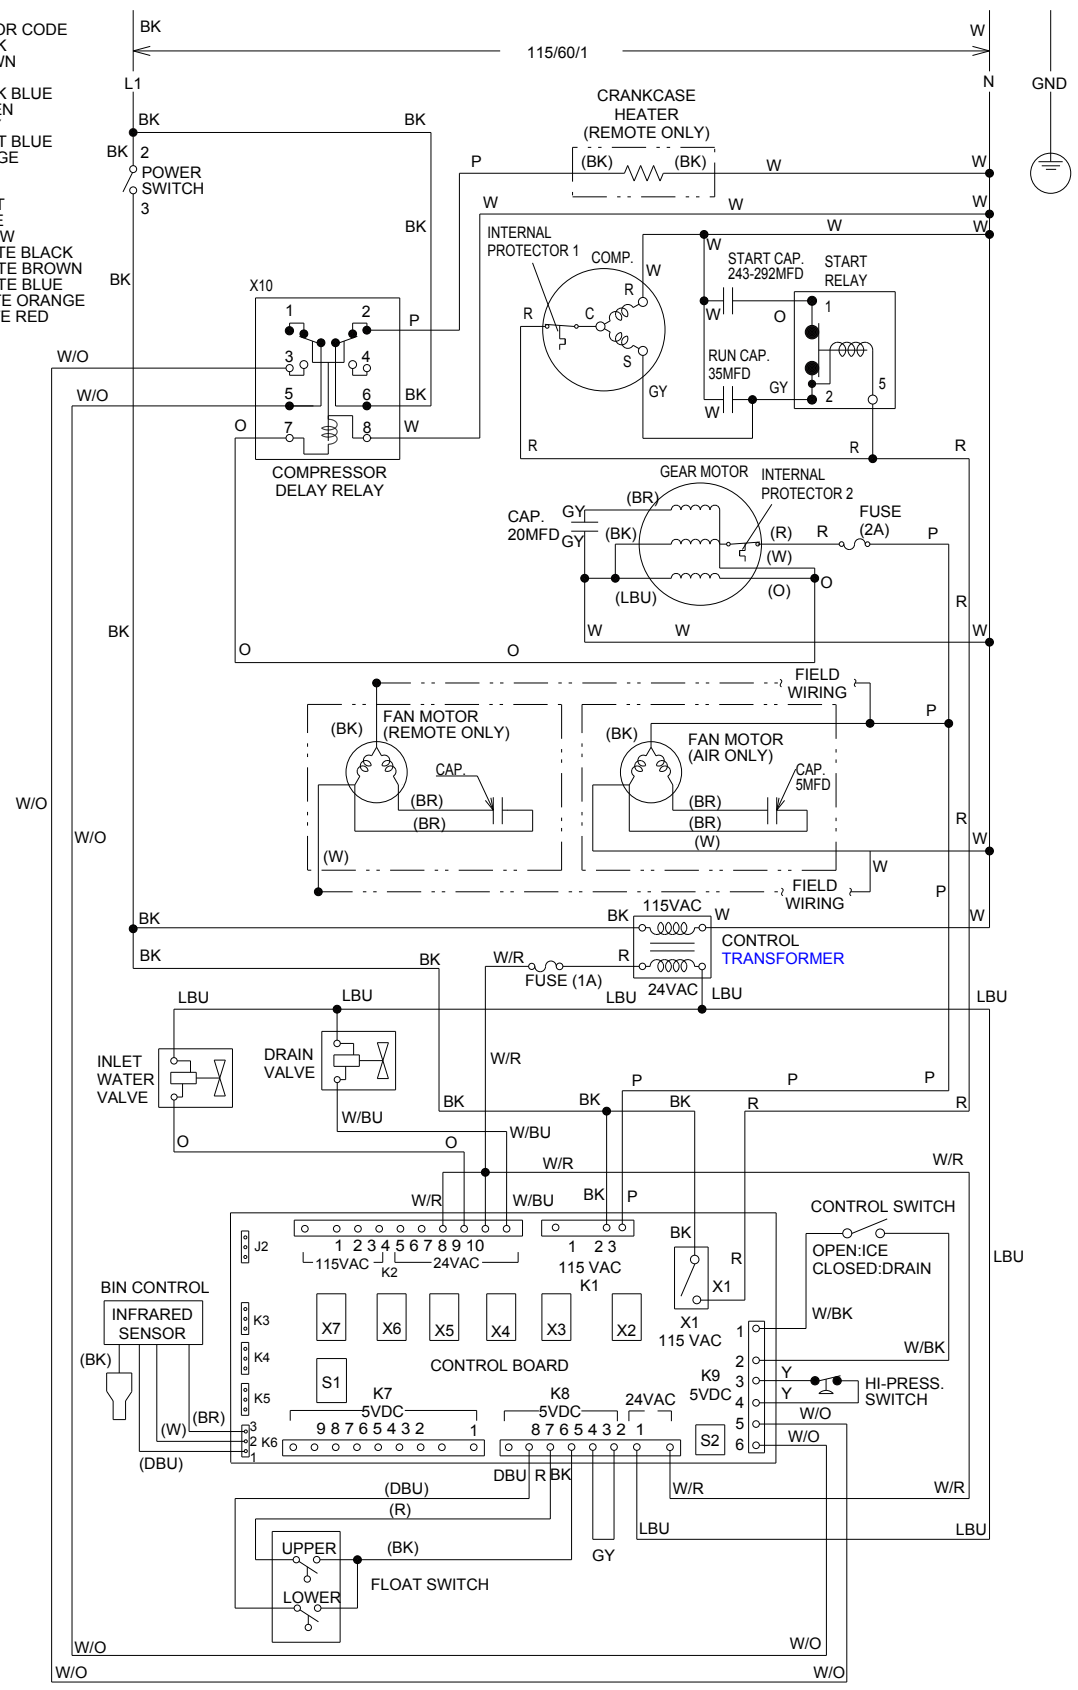 OR CODE
K
WN
K BLUE
EN
T BLUE
GE
T
E
W
TE BLACK
TE BROWN
TE BLUE
TE ORANGE
E RED
BK
W
115/60/1
L1
N
GND
CRANKCASE
HEATER
(REMOTE ONLY)
BK
BK
BK
2
POWER
SWITCH
3
P
(BK)
(BK)
W
W
W
W
W
W
W
BK
BK
INTERNAL
PROTECTOR 1
COMP.
W
W
START CAP.
243-292MFD
START
RELAY
X10
1
2
P
R
C
R
S
W
O
1
W/O
3
4
RUN CAP.
35MFD
W/O
5
6
BK
GY
W
GY
2
5
O
7
8
W
R
R
R
COMPRESSOR
DELAY RELAY
GEAR MOTOR
INTERNAL
PROTECTOR 2
(BR)
CAP.
20MFD
GY
GY
(BK)
(R)
R
FUSE
(2A)
P
(W)
(LBU)
(O)
O
R
BK
W
W
W
O
O
FIELD
WIRING
P
(BK)
FAN MOTOR
(REMOTE ONLY)
(BK)
FAN MOTOR
(AIR ONLY)
CAP.
CAP.
5MFD
W/O
(BR)
(BR)
(BR)
(BR)
R
W/O
(W)
(W)
W
W
FIELD
WIRING
P
BK
BK
115VAC
W
W
CONTROL
TRANSFORMER
BK
BK
W/R
R
FUSE (1A)
24VAC
LBU
LBU
LBU
LBU
LBU
INLET
WATER
VALVE
DRAIN
VALVE
W/R
P
P
P
W/BU
BK
BK
BK
R
R
O
O
W/BU
W/R
W/R
W/R
W/BU
BK
P
CONTROL SWITCH
J2
1 2 3 4 5 6 7 8 9 10
115VAC
K2
24VAC
1 2 3
115 VAC
K1
BK
R
OPEN:ICE
CLOSED:DRAIN
LBU
BIN CONTROL
INFRARED
SENSOR
K3
X7
X6
X5
X4
X3
X2
X1
X1
115 VAC
W/BK
1
(BK)
K4
CONTROL BOARD
2
W/BK
K5
S1
K9
5VDC
3
Y
4
Y
HI-PRESS.
SWITCH
K7
5VDC
K8
5VDC
24VAC
(BR)
(W)
3
2
K6
1
9 8 7 6 5 4 3 2 1
8 7 6 5 4 3 2 1
S2
5
W/O
6
W/O
(DBU)
DBU
R
BK
(DBU)
W/R
W/R
(R)
LBU
LBU
UPPER
(BK)
GY
FLOAT SWITCH
LOWER
W/O
W/O
W/O
W/O